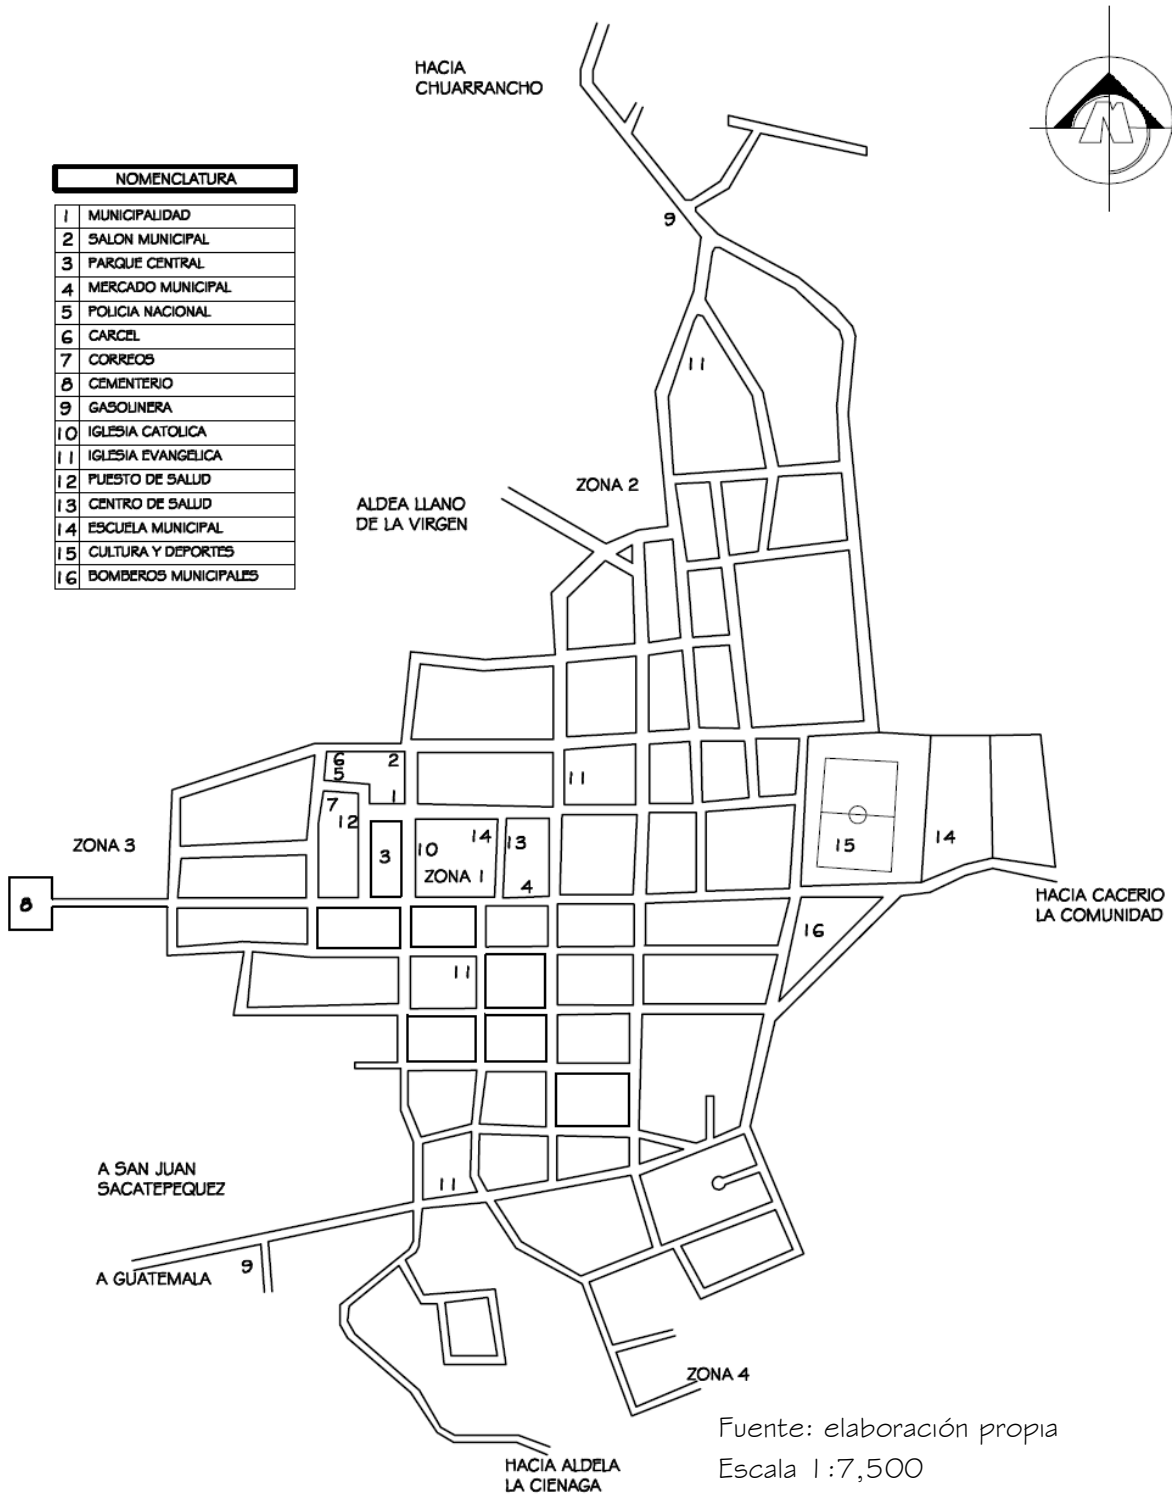 HACIA
CHUARRANCHO
M
NOMENCLATURA
1 MUNICIPALIDAD
2 SALON MUNICIPAL
3 PARQUE CENTRAL
4 MERCADO MUNICIPAL
5 POLICIA NACIONAL
6 CARCEL
7 CORREOS
8 CEMENTERIO
9 GASOLINERA
10 IGLESIA CATOLICA
11 IGLESIA EVANGELICA
12 PUESTO DE SALUD
13 CENTRO DE SALUD
14 ESCUELA MUNICIPAL
15 CULTURA Y DEPORTES
16 BOMBEROS MUNICIPALES
9
11
ZONA 2
ALDEA LLANO
DE LA VIRGEN
6 2
5
11
1
7
12
ZONA 3
3
10
14
13
ZONA 1
4
15
14
8
HACIA CACERIO
LA COMUNIDAD
16
11
A SAN JUAN
SACATEPEQUEZ
11
9
A GUATEMALA
ZONA 4
HACIA ALDELA
LA CIENAGA
Fuente: elaboración propia
Escala 1:7,500